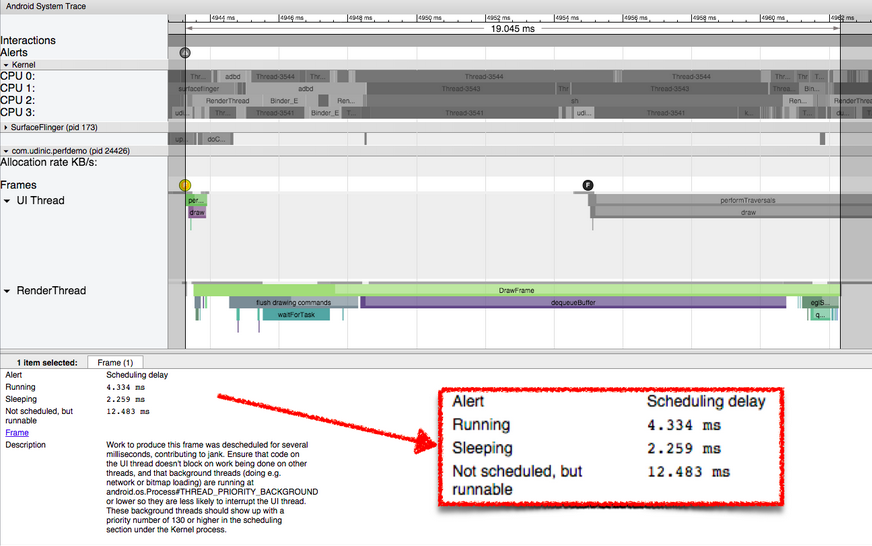 Android System Trace
4944 ms 4946 ms 4948 ms 4950 ms 4952 ms 4954 ms 4956 ms 4958 ms 4960 ms 4962 ms
19.045 ms
Interactions
Alerts
Kernel
CPU 0: Thr... adbd Thread-3544 Thr... Thread-3544 Thread-3544 Thr... Thr T...
CPU 1: surfaceflinger adbd Thread-3543 Thr Thread-3543 Threa... Bin...
CPU 2: RenderThread Binder_E Ren... sh Ren... RenderThread
CPU 3: udi... Thr... Thread-3541 Binder_E T... Thread-3541 udi... Thread-3541 T...
SurfaceFlinger (pid 173)
up... doC...
com.udinic.perfdemo (pid 24426)
Allocation rate KB/s:
Frames F
UI Thread per... performTraversals
draw draw
RenderThread DrawFrame
flush drawing commands dequeueBuffer eglS...
waitForTask q...
1 item selected: Frame (1)
Alert Scheduling delay
Running 4.334 ms
Sleeping 2.259 ms
Not scheduled, but 12.483 ms
runnable
Frame
Description Work to produce this frame was descheduled for several
milliseconds, contributing to jank. Ensure that code on
the UI thread doesn't block on work being done on other
threads, and that background threads (doing e.g.
network or bitmap loading) are running at
android.os.Process#THREAD_PRIORITY_BACKGROUND
or lower so they are less likely to interrupt the UI thread.
These background threads should show up with a
priority number of 130 or higher in the scheduling
section under the Kernel process.
Alert Scheduling delay
Running 4.334 ms
Sleeping 2.259 ms
Not scheduled, but 12.483 ms
runnable